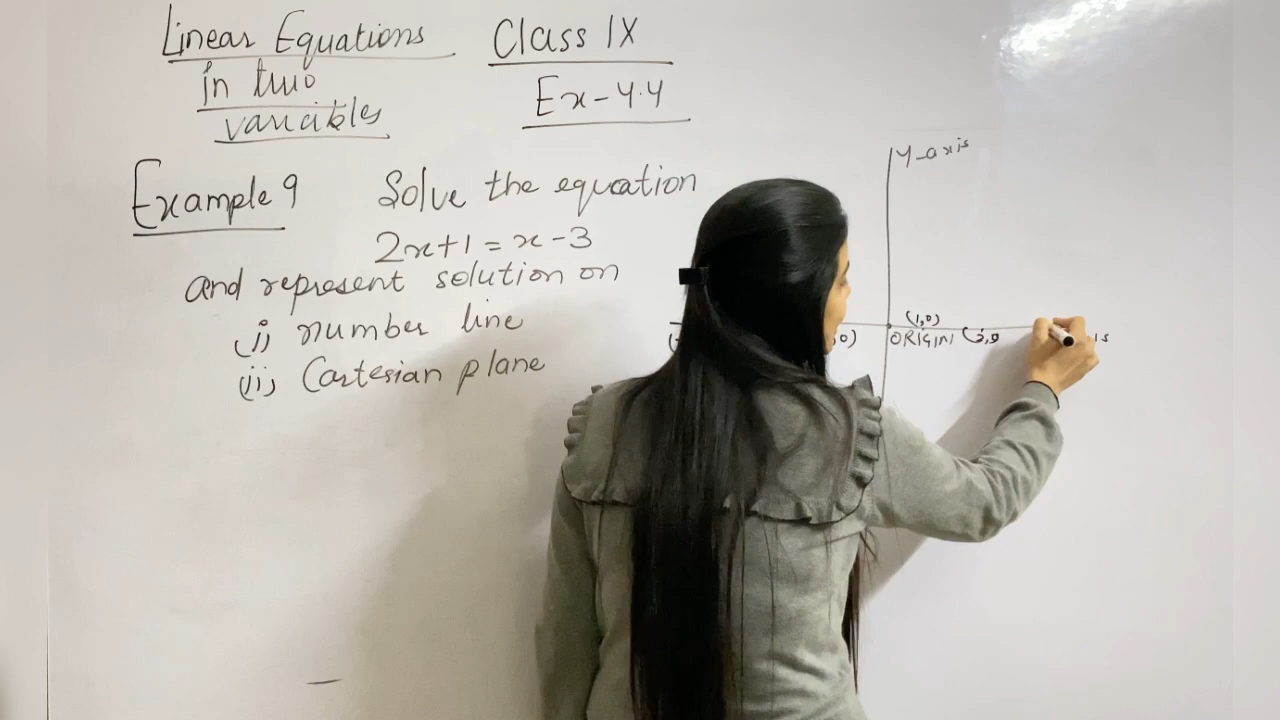 Linear Equations
in two
variables
Class IX
Ex-4.4
Example 9
Solve the equation
2x+1=x-3
and represent solution on
(i) number line
(ii) Cartesian plane
Y-axis
(1,0)
ORIGIN